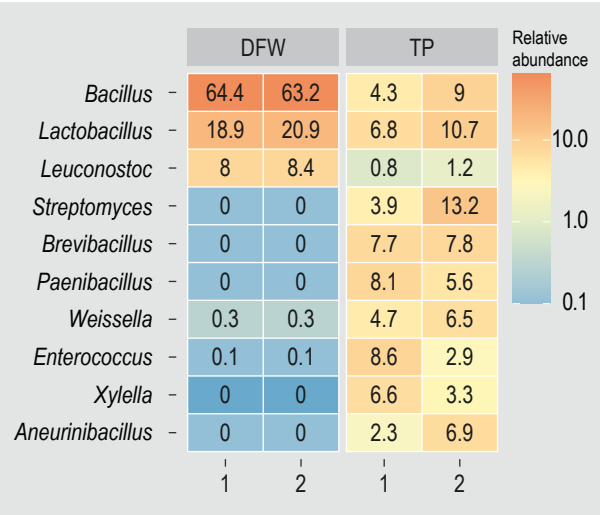 DFW TP Relative
abundance
Bacillus 64.4 63.2 4.3 9
Lactobacillus 18.9 20.9 6.8 10.7
Leuconostoc 8 8.4 0.8 1.2
Streptomyces 0 0 3.9 13.2
Brevibacillus 0 0 7.7 7.8
Paenibacillus 0 0 8.1 5.6
Weissella 0.3 0.3 4.7 6.5
Enterococcus 0.1 0.1 8.6 2.9
Xylella 0 0 6.6 3.3
Aneurinibacillus 0 0 2.3 6.9
1 2 1 2
10.0
1.0
0.1